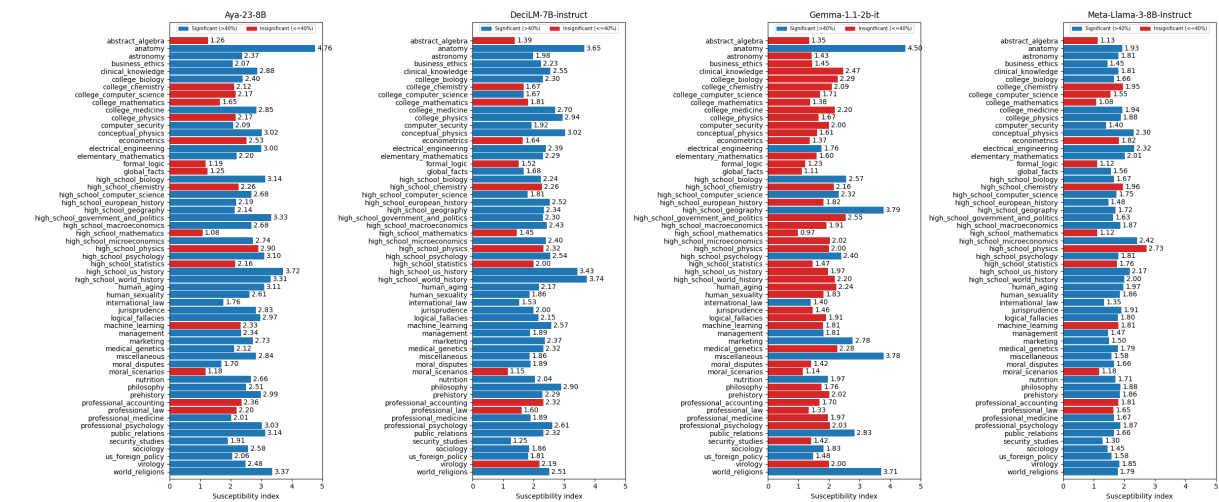 Aya-23-8B
Significant (>40%) Insignificant (<=40%)
abstract_algebra 1.26
anatomy 4.76
astronomy 2.37
business_ethics 2.07
clinical_knowledge 2.88
college_biology 2.40
college_chemistry 2.12
college_computer_science 2.17
college_mathematics 1.65
college_medicine 2.85
college_physics 2.17
computer_security 2.09
conceptual_physics 3.02
econometrics 2.53
electrical_engineering 3.00
elementary_mathematics 2.20
formal_logic 1.19
global_facts 1.25
high_school_biology 3.14
high_school_chemistry 2.26
high_school_computer_science 2.68
high_school_european_history 2.19
high_school_geography 2.14
high_school_government_and_politics 3.33
high_school_macroeconomics 2.68
high_school_mathematics 1.08
high_school_microeconomics 2.74
high_school_physics 2.90
high_school_psychology 3.10
high_school_statistics 2.16
high_school_us_history 3.72
high_school_world_history 3.31
human_aging 3.11
human_sexuality 2.61
international_law 1.76
jurisprudence 2.83
logical_fallacies 2.97
machine_learning 2.33
management 2.34
marketing 2.73
medical_genetics 2.12
miscellaneous 2.84
moral_disputes 1.70
moral_scenarios 1.18
nutrition 2.66
philosophy 2.51
prehistory 2.99
professional_accounting 2.36
professional_law 2.20
professional_medicine 2.01
professional_psychology 3.03
public_relations 3.14
security_studies 1.91
sociology 2.58
us_foreign_policy 2.06
virology 2.48
world_religions 3.37
0 1 2 3 4 5
Susceptibility index
DeciLM-7B-instruct
Significant (>40%) Insignificant (<=40%)
abstract_algebra 1.39
anatomy 3.65
astronomy 1.98
business_ethics 2.23
clinical_knowledge 2.55
college_biology 2.30
college_chemistry 1.67
college_computer_science 1.67
college_mathematics 1.81
college_medicine 2.70
college_physics 2.94
computer_security 1.92
conceptual_physics 3.02
econometrics 1.64
electrical_engineering 2.39
elementary_mathematics 2.29
formal_logic 1.52
global_facts 1.68
high_school_biology 2.24
high_school_chemistry 2.26
high_school_computer_science 1.81
high_school_european_history 2.52
high_school_geography 2.34
high_school_government_and_politics 2.30
high_school_macroeconomics 2.43
high_school_mathematics 1.45
high_school_microeconomics 2.40
high_school_physics 2.32
high_school_psychology 2.54
high_school_statistics 2.00
high_school_us_history 3.43
high_school_world_history 3.74
human_aging 2.17
human_sexuality 1.86
international_law 1.53
jurisprudence 2.00
logical_fallacies 2.15
machine_learning 2.57
management 1.89
marketing 2.37
medical_genetics 2.32
miscellaneous 1.86
moral_disputes 1.89
moral_scenarios 1.15
nutrition 2.04
philosophy 2.90
prehistory 2.29
professional_accounting 2.32
professional_law 1.60
professional_medicine 1.89
professional_psychology 2.61
public_relations 2.32
security_studies 1.25
sociology 1.86
us_foreign_policy 1.81
virology 2.19
world_religions 2.51
0 1 2 3 4 5
Susceptibility index
Gemma-1.1-2b-it
Significant (>40%) Insignificant (<=40%)
abstract_algebra 1.35
anatomy 4.50
astronomy 1.43
business_ethics 1.45
clinical_knowledge 2.47
college_biology 2.29
college_chemistry 2.09
college_computer_science 1.71
college_mathematics 1.38
college_medicine 2.20
college_physics 1.67
computer_security 2.00
conceptual_physics 1.61
econometrics 1.37
electrical_engineering 1.76
elementary_mathematics 1.60
formal_logic 1.23
global_facts 1.11
high_school_biology 2.57
high_school_chemistry 2.16
high_school_computer_science 2.32
high_school_european_history 1.82
high_school_geography 3.79
high_school_government_and_politics 2.55
high_school_macroeconomics 1.91
high_school_mathematics 0.97
high_school_microeconomics 2.02
high_school_physics 2.00
high_school_psychology 2.40
high_school_statistics 1.47
high_school_us_history 1.97
high_school_world_history 2.20
human_aging 2.24
human_sexuality 1.83
international_law 1.40
jurisprudence 1.46
logical_fallacies 1.91
machine_learning 1.81
management 1.81
marketing 2.78
medical_genetics 2.28
miscellaneous 3.78
moral_disputes 1.42
moral_scenarios 1.14
nutrition 1.97
philosophy 1.76
prehistory 2.02
professional_accounting 1.70
professional_law 1.33
professional_medicine 1.97
professional_psychology 2.03
public_relations 2.83
security_studies 1.42
sociology 1.83
us_foreign_policy 1.48
virology 2.00
world_religions 3.71
0 1 2 3 4 5
Susceptibility index
Meta-Llama-3-8B-Instruct
Significant (>40%) Insignificant (<=40%)
abstract_algebra 1.13
anatomy 1.93
astronomy 1.81
business_ethics 1.45
clinical_knowledge 1.81
college_biology 1.66
college_chemistry 1.95
college_computer_science 1.55
college_mathematics 1.08
college_medicine 1.94
college_physics 1.88
computer_security 1.40
conceptual_physics 2.30
econometrics 1.82
electrical_engineering 2.32
elementary_mathematics 2.01
formal_logic 1.12
global_facts 1.56
high_school_biology 1.67
high_school_chemistry 1.96
high_school_computer_science 1.75
high_school_european_history 1.48
high_school_geography 1.72
high_school_government_and_politics 1.63
high_school_macroeconomics 1.87
high_school_mathematics 1.12
high_school_microeconomics 2.42
high_school_physics 2.73
high_school_psychology 1.81
high_school_statistics 1.76
high_school_us_history 2.17
high_school_world_history 2.00
human_aging 1.97
human_sexuality 1.86
international_law 1.35
jurisprudence 1.91
logical_fallacies 1.80
machine_learning 1.81
management 1.47
marketing 1.50
medical_genetics 1.79
miscellaneous 1.58
moral_disputes 1.66
moral_scenarios 1.18
nutrition 1.71
philosophy 1.88
prehistory 1.86
professional_accounting 1.81
professional_law 1.65
professional_medicine 1.67
professional_psychology 1.87
public_relations 1.66
security_studies 1.30
sociology 1.45
us_foreign_policy 1.58
virology 1.85
world_religions 1.79
0 1 2 3 4 5
Susceptibility index